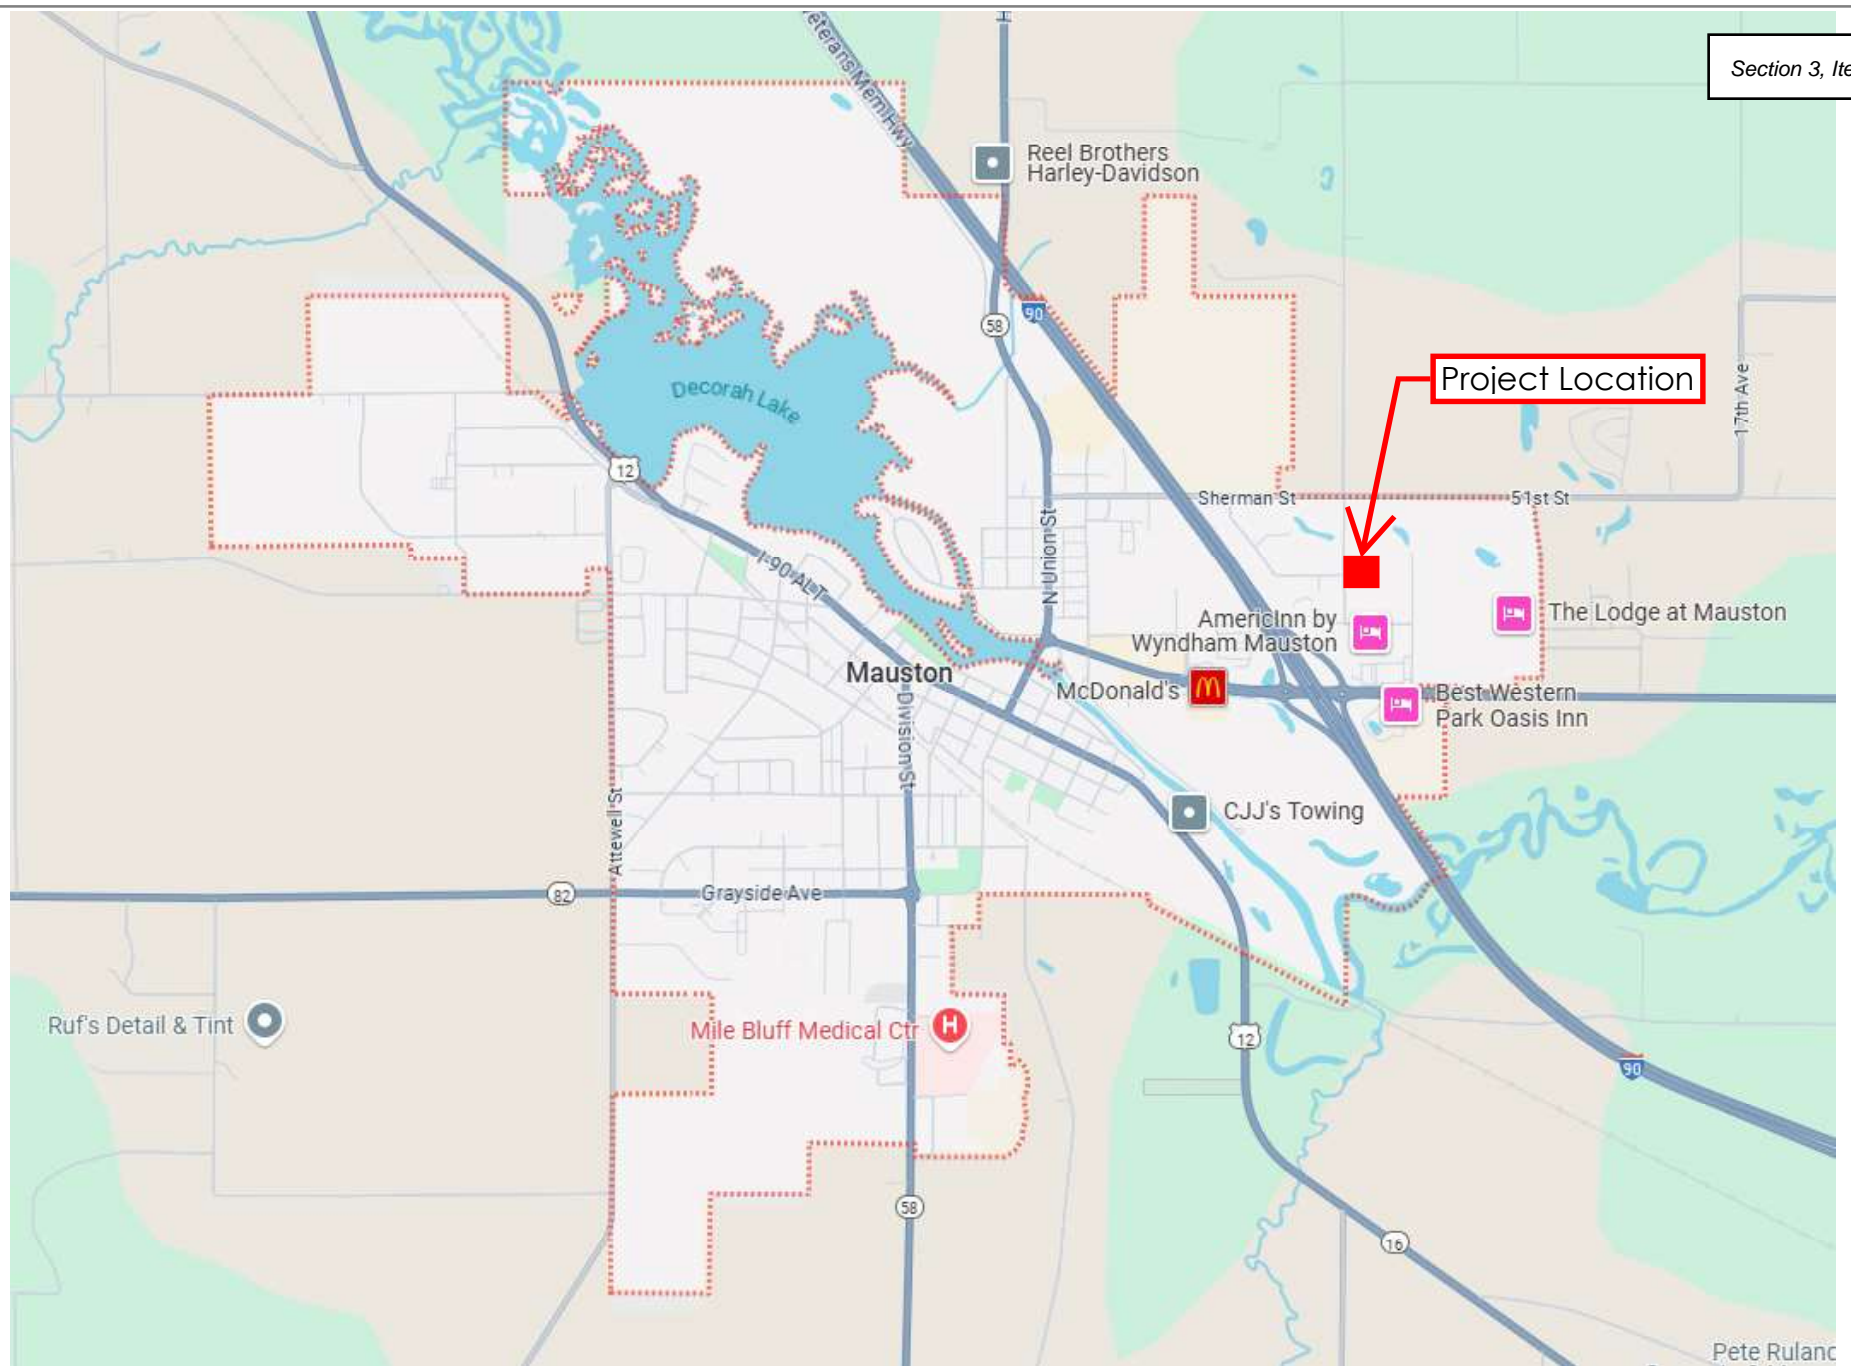 Section 3, Ite
Veterans Mem Hwy
Reel Brothers
Harley-Davidson
90
58
Project Location
Decorah Lake
17th Ave
12
Sherman St
51st St
N Union St
I-90 ALT
AmericInn by
Wyndham Mauston
The Lodge at Mauston
Mauston
McDonald's
Best Western
Park Oasis Inn
Division St
Attewell St
CJJ's Towing
82
Grayside Ave
Ruf's Detail & Tint
Mile Bluff Medical Ctr
H
12
90
58
16
Pete Ruland